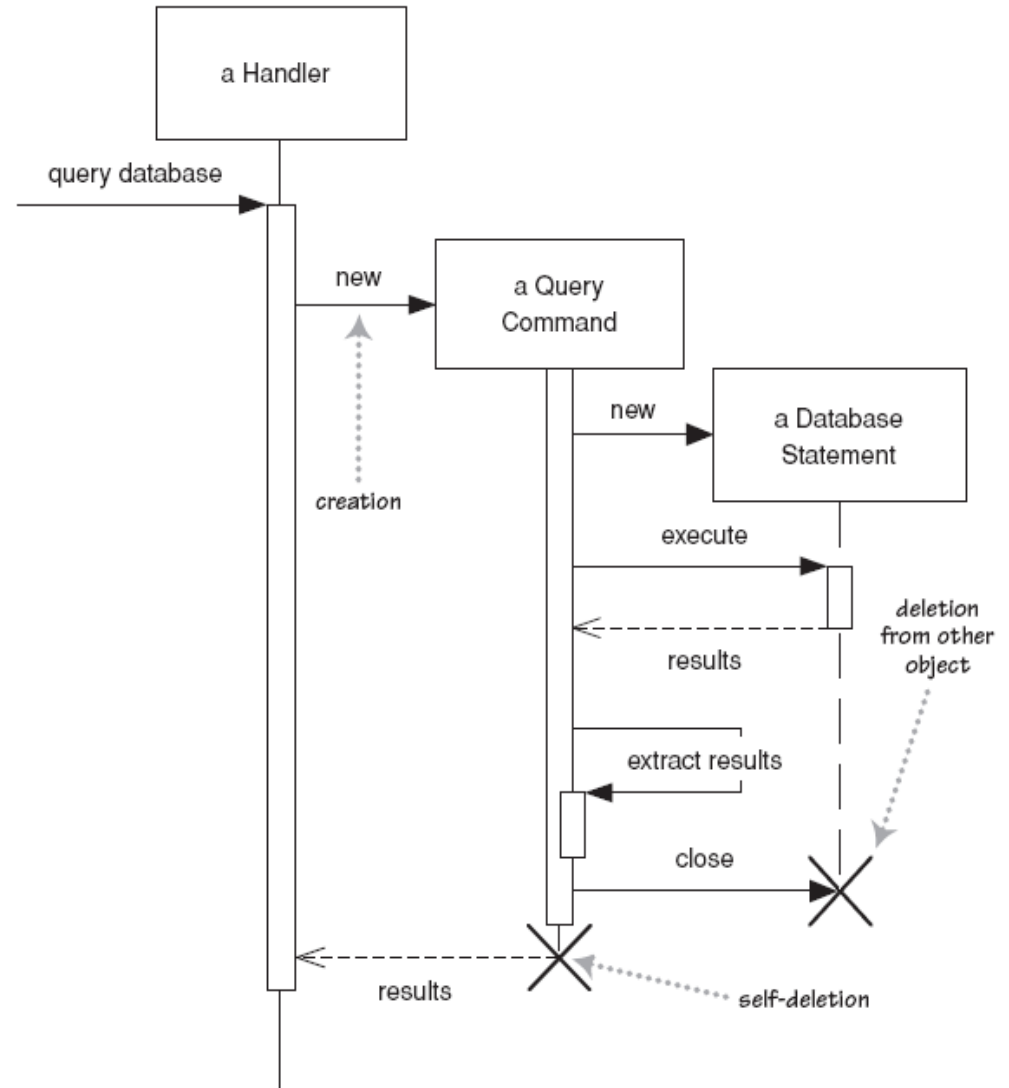 a Handler
query database
new
a Query
Command
new
a Database
Statement
creation
execute
deletion
from other
object
results
extract results
close
results
self-deletion